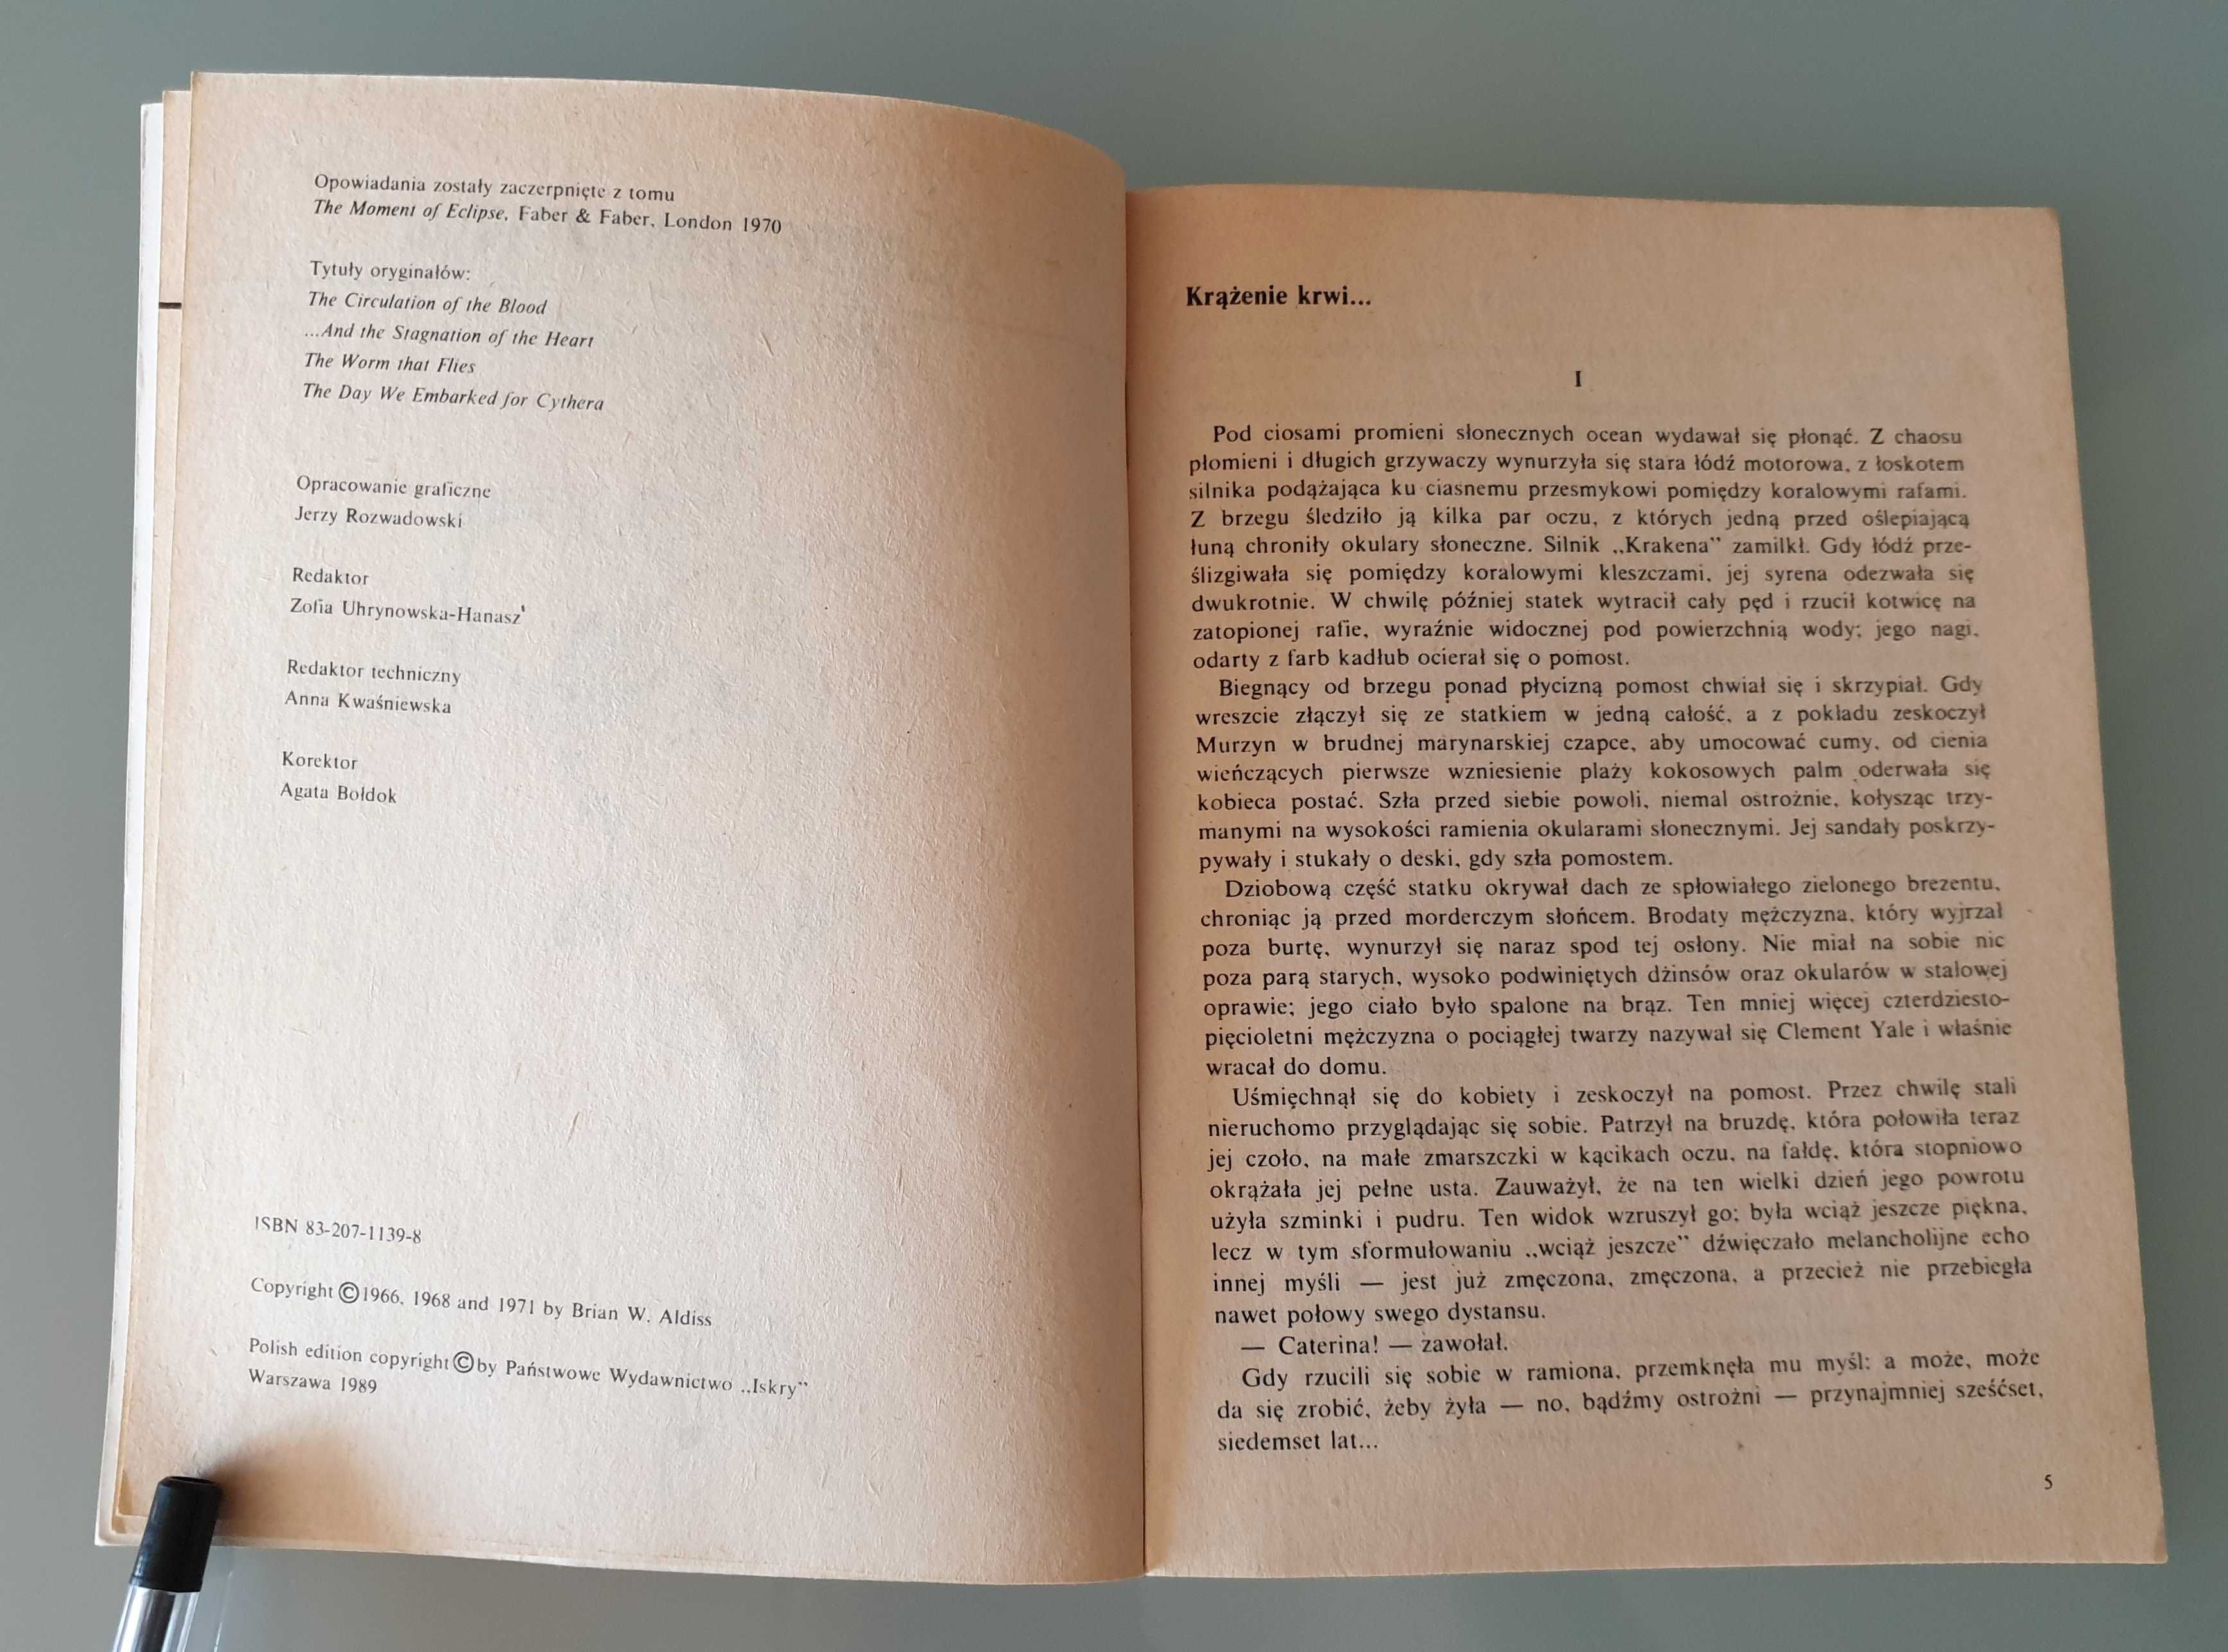 Opowiadania zostały zaczerpnięte z tomu
The Moment of Eclipse, Faber & Faber, London 1970
Tytuły oryginałów:
The Circulation of the Blood
...And the Stagnation of the Heart
The Worm that Flies
The Day We Embarked for Cythera
Opracowanie graficzne
Jerzy Rozwadowski
Redaktor
Zofia Uhrynowska-Hanasz
Redaktor techniczny
Anna Kwaśniewska
Korektor
Agata Bołdok
ISBN 83-207-1139-8
Copyright © 1966, 1968 and 1971 by Brian W. Aldiss
Polish edition copyright © by Państwowe Wydawnictwo „Iskry”
Warszawa 1989
Krążenie krwi...
I
Pod ciosami promieni słonecznych ocean wydawał się płonąć. Z chaosu
płomieni i długich grzywaczy wynurzyła się stara łódź motorowa, z łoskotem
silnika podążająca ku ciasnemu przesmykowi pomiędzy koralowymi rafami.
Z brzegu śledziło ją kilka par oczu, z których jedną przed oślepiającą
łuną chroniły okulary słoneczne. Silnik „Krakena” zamilkł. Gdy łódź prze-
ślizgiwała się pomiędzy koralowymi kleszczami, jej syrena odezwała się
dwukrotnie. W chwilę później statek wytracił cały pęd i rzucił kotwicę na
zatopionej rafie, wyraźnie widocznej pod powierzchnią wody; jego nagi,
odarty z farb kadłub ocierał się o pomost.
Biegnący od brzegu ponad płycizną pomost chwiał się i skrzypiał. Gdy
wreszcie złączył się ze statkiem w jedną całość, a z pokładu zeskoczył
Murzyn w brudnej marynarskiej czapce, aby umocować cumy, od cienia
wieńczących pierwsze wzniesienie plaży kokosowych palm oderwała się
kobieca postać. Szła przed siebie powoli, niemal ostrożnie, kołysząc trzy-
manymi na wysokości ramienia okularami słonecznymi. Jej sandały poskrzy-
pywały i stukały o deski, gdy szła pomostem.
Dziobową część statku okrywał dach ze spłowiałego zielonego brezentu,
chroniąc ją przed morderczym słońcem. Brodaty mężczyzna, który wyjrzał
poza burtę, wynurzył się naraz spod tej osłony. Nie miał na sobie nic
poza parą starych, wysoko podwiniętych dżinsów oraz okularów w stalowej
oprawie; jego ciało było spalone na brąz. Ten mniej więcej czterdziesto-
pięcioletni mężczyzna o pociągłej twarzy nazywał się Clement Yale i właśnie
wracał do domu.
Uśmięchnął się do kobiety i zeskoczył na pomost. Przez chwilę stali
nieruchomo przyglądając się sobie. Patrzył na bruzdę, która połowiła teraz
jej czoło, na małe zmarszczki w kącikach oczu, na fałdę, która stopniowo
okrążała jej pełne usta. Zauważył, że na ten wielki dzień jego powrotu
użyła szminki i pudru. Ten widok wzruszył go; była wciąż jeszcze piękna,
lecz w tym sformułowaniu „wciąż jeszcze” dźwięczało melancholijne echo
innej myśli — jest już zmęczona, zmęczona, a przecież nie przebiegła
nawet połowy swego dystansu.
— Caterina! — zawołał.
Gdy rzucili się sobie w ramiona, przemknęła mu myśl: a może, może
da się zrobić, żeby żyła — no, bądźmy ostrożni — przynajmniej sześćset,
siedemset lat...
5